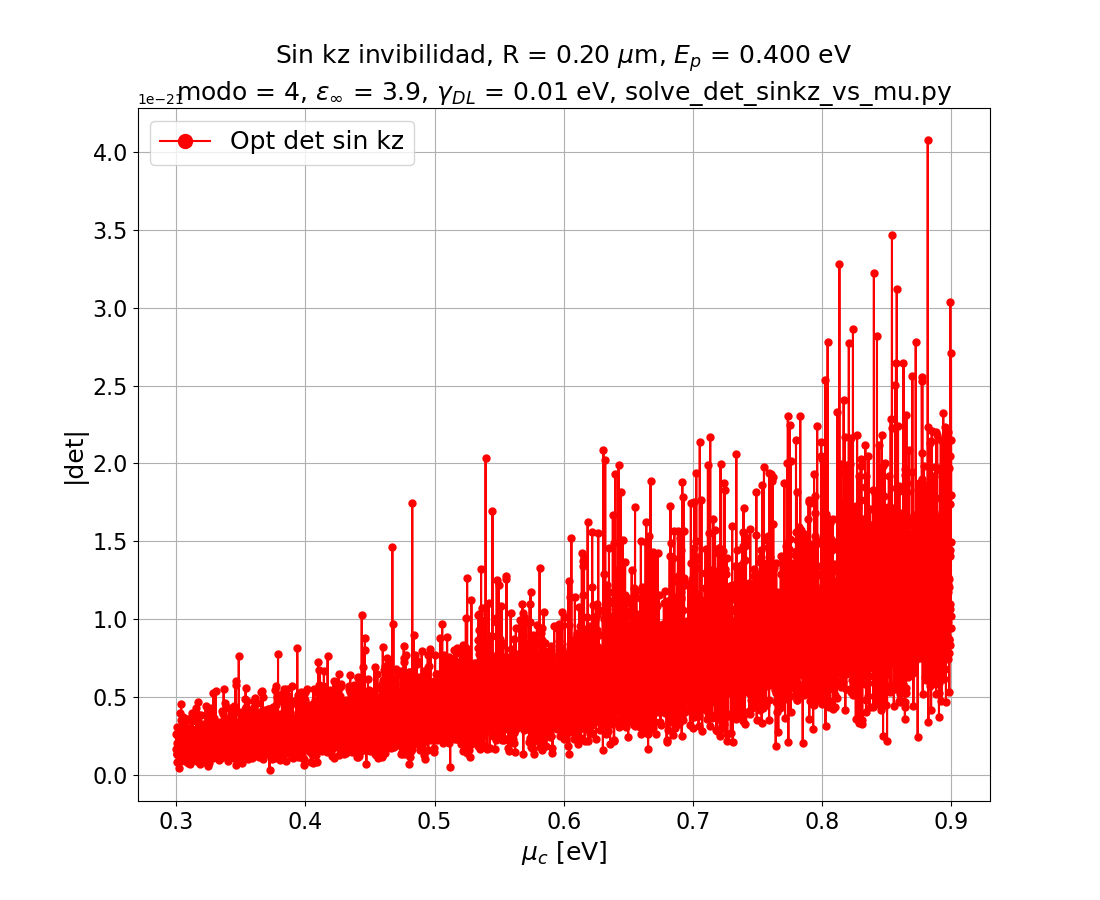 Sin kz invibilidad, R = 0.20 μm, E_p = 0.400 eV
modo = 4, ε_∞ = 3.9, γ_DL = 0.01 eV, solve_det_sinkz_vs_mu.py
1e−21
Opt det sin kz
4.0
3.5
3.0
2.5
2.0
1.5
1.0
0.5
0.0
|det|
0.3 0.4 0.5 0.6 0.7 0.8 0.9
μ_c [eV]